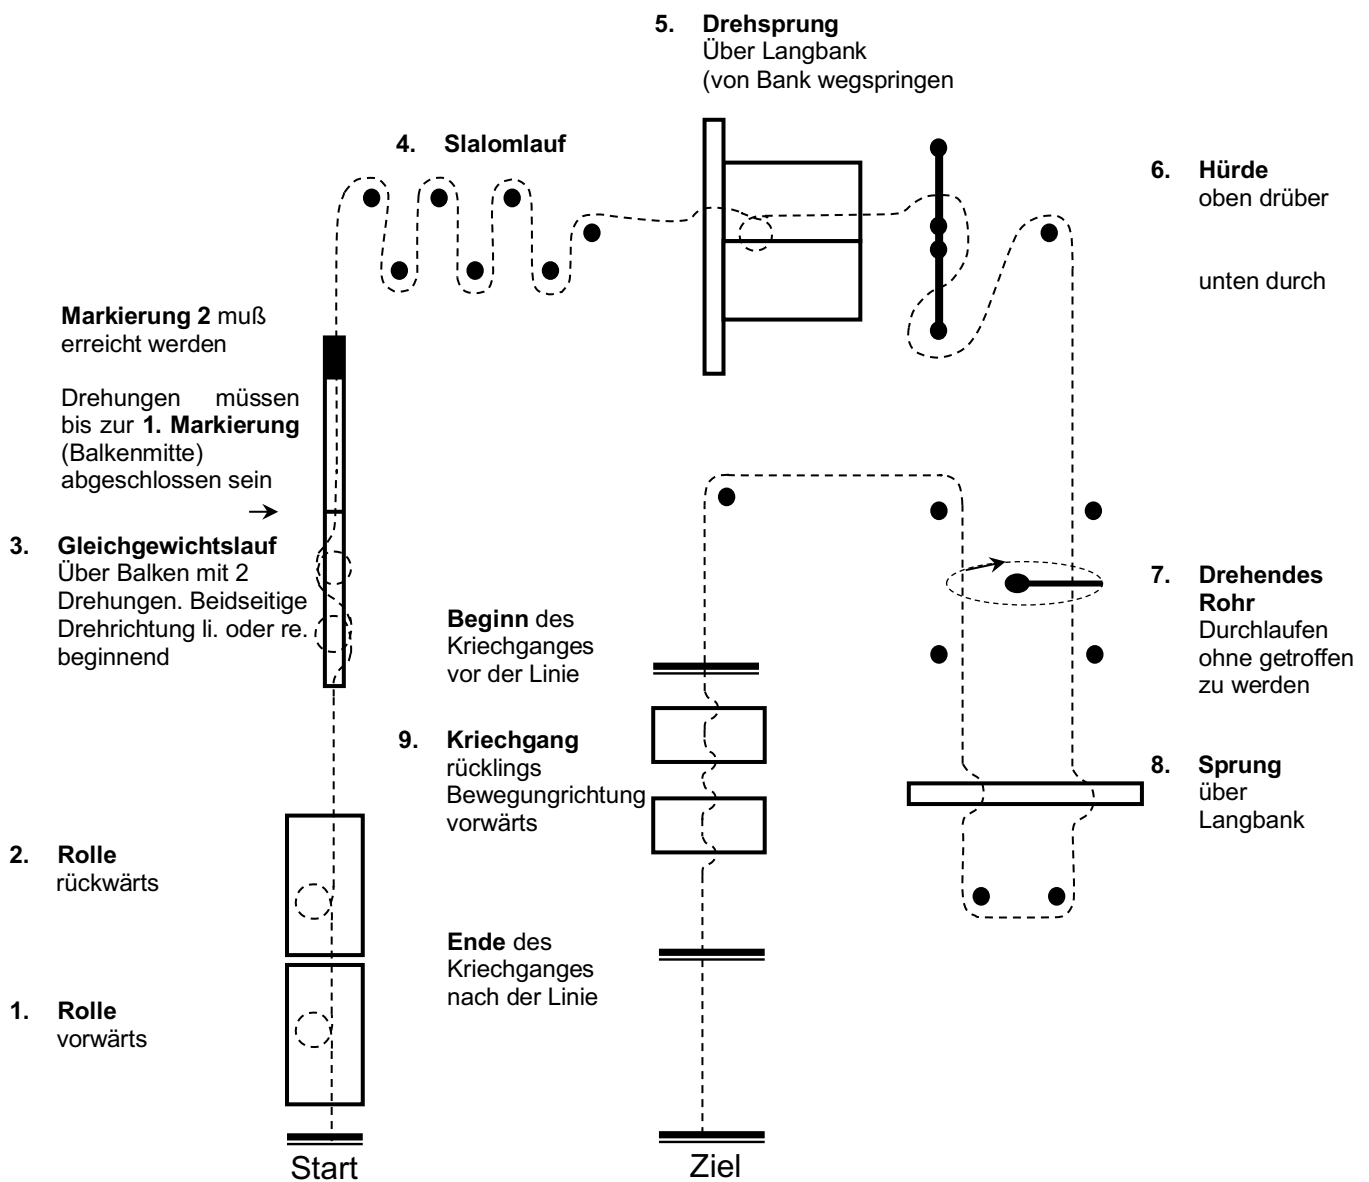 5. Drehsprung
Über Langbank
(von Bank wegspringen
4. Slalomlauf
6. Hürde
oben drüber
unten durch
Markierung 2 muß
erreicht werden
Drehungen müssen
bis zur 1. Markierung
(Balkenmitte)
abgeschlossen sein
3. Gleichgewichtslauf
Über Balken mit 2
Drehungen. Beidseitige
Drehrichtung li. oder re.
beginnend
7. Drehendes
Rohr
Durchlaufen
ohne getroffen
zu werden
Beginn des
Kriechganges
vor der Linie
9. Kriechgang
rücklings
Bewegungrichtung
vorwärts
8. Sprung
über
Langbank
2. Rolle
rückwärts
Ende des
Kriechganges
nach der Linie
1. Rolle
vorwärts
Start
Ziel